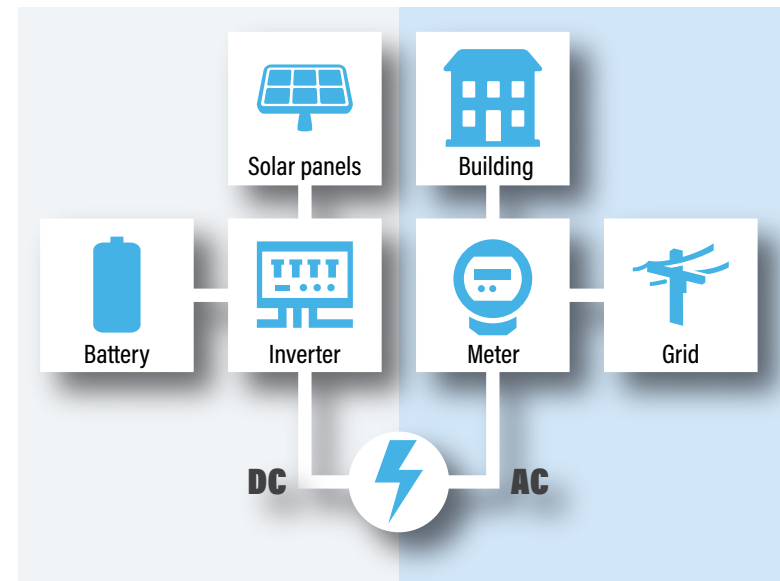 Solar panels
Building
Battery
Inverter
Meter
Grid
DC
AC